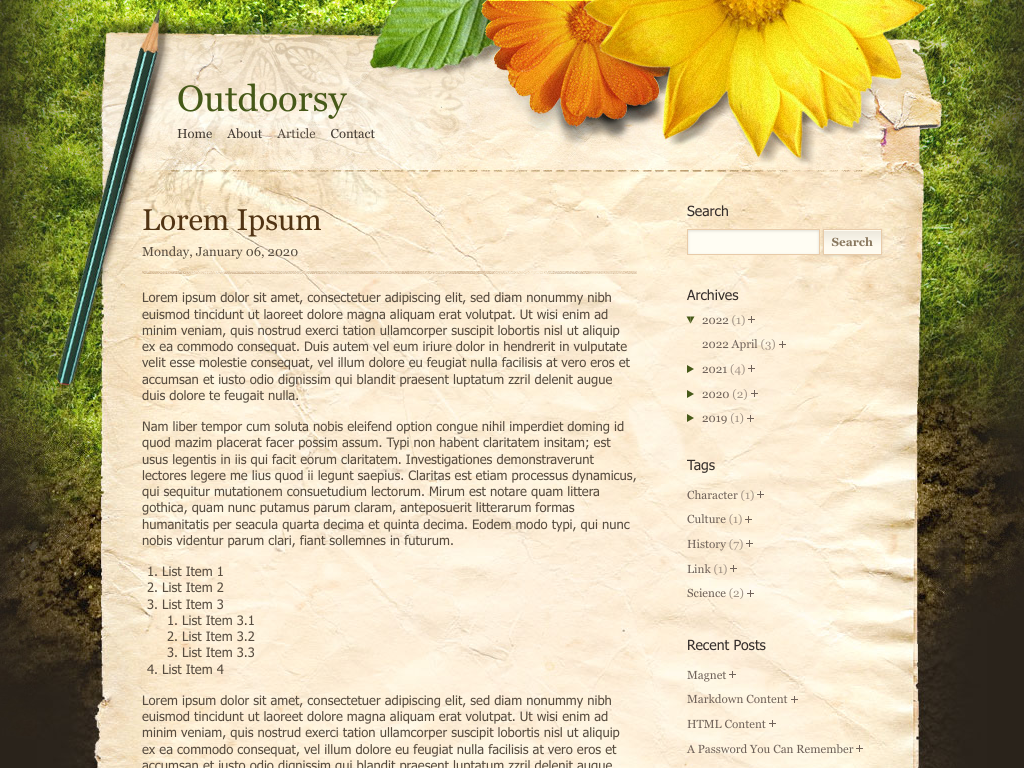 Outdoorsy
Home About Article Contact
Lorem Ipsum
Monday, January 06, 2020
Lorem ipsum dolor sit amet, consectetuer adipiscing elit, sed diam nonummy nibh
euismod tincidunt ut laoreet dolore magna aliquam erat volutpat. Ut wisi enim ad
minim veniam, quis nostrud exerci tation ullamcorper suscipit lobortis nisl ut aliquip
ex ea commodo consequat. Duis autem vel eum iriure dolor in hendrerit in vulputate
velit esse molestie consequat, vel illum dolore eu feugiat nulla facilisis at vero eros et
accumsan et iusto odio dignissim qui blandit praesent luptatum zzril delenit augue
duis dolore te feugait nulla.
Nam liber tempor cum soluta nobis eleifend option congue nihil imperdiet doming id
quod mazim placerat facer possim assum. Typi non habent claritatem insitam; est
usus legentis in iis qui facit eorum claritatem. Investigationes demonstraverunt
lectores legere me lius quod ii legunt saepius. Claritas est etiam processus dynamicus,
qui sequitur mutationem consuetudium lectorum. Mirum est notare quam littera
gothica, quam nunc putamus parum claram, anteposuerit litterarum formas
humanitatis per seacula quarta decima et quinta decima. Eodem modo typi, qui nunc
nobis videntur parum clari, fiant sollemnes in futurum.
1. List Item 1
2. List Item 2
3. List Item 3
1. List Item 3.1
2. List Item 3.2
3. List Item 3.3
4. List Item 4
Lorem ipsum dolor sit amet, consectetuer adipiscing elit, sed diam nonummy nibh
euismod tincidunt ut laoreet dolore magna aliquam erat volutpat. Ut wisi enim ad
minim veniam, quis nostrud exerci tation ullamcorper suscipit lobortis nisl ut aliquip
ex ea commodo consequat, vel illum dolore eu feugiat nulla facilisis at vero eros et
accumsan et iusto odio dignissim qui blandit praesent luptatum zzril delenit augue
Search
Search
Archives
2022 (1) +
2022 April (3) +
2021 (4) +
2020 (2) +
2019 (1) +
Tags
Character (1) +
Culture (1) +
History (7) +
Link (1) +
Science (2) +
Recent Posts
Magnet +
Markdown Content +
HTML Content +
A Password You Can Remember +